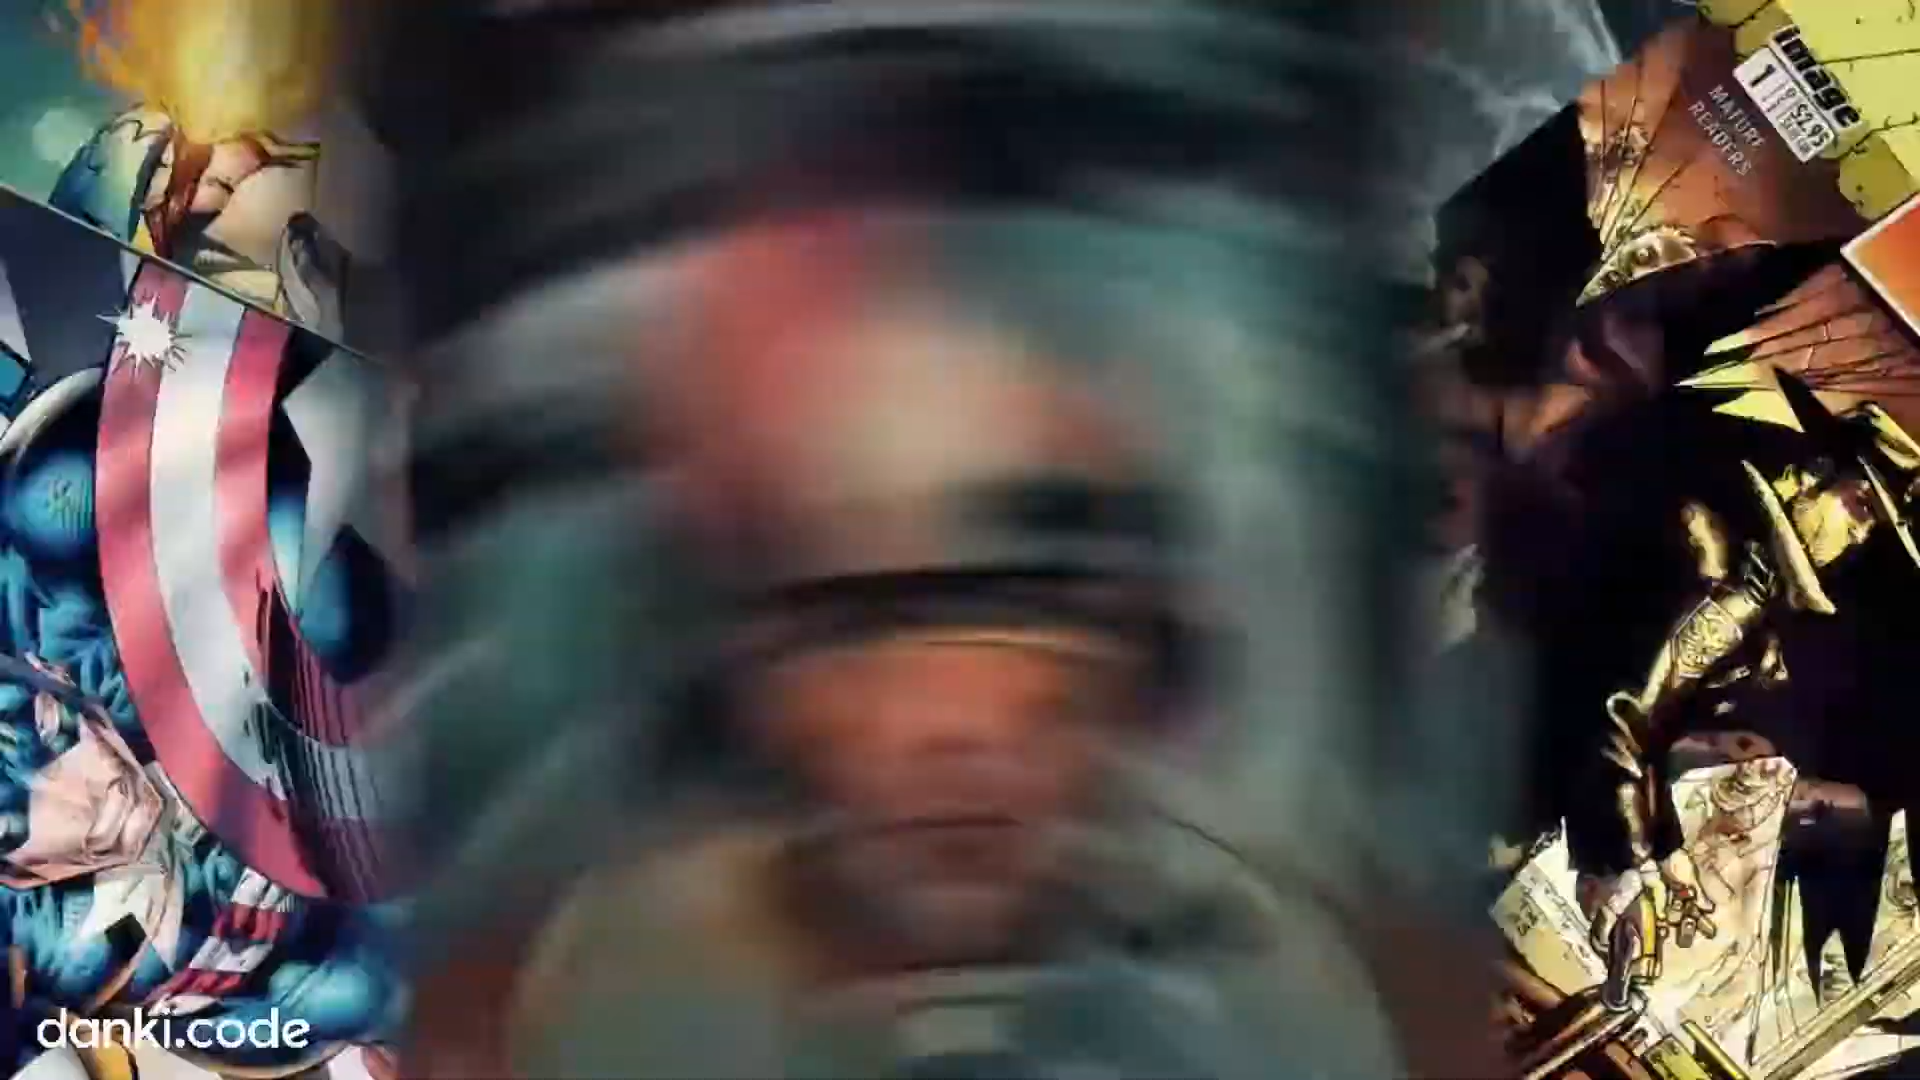 image
1
$2.95
MATURE
READERS
danki.code